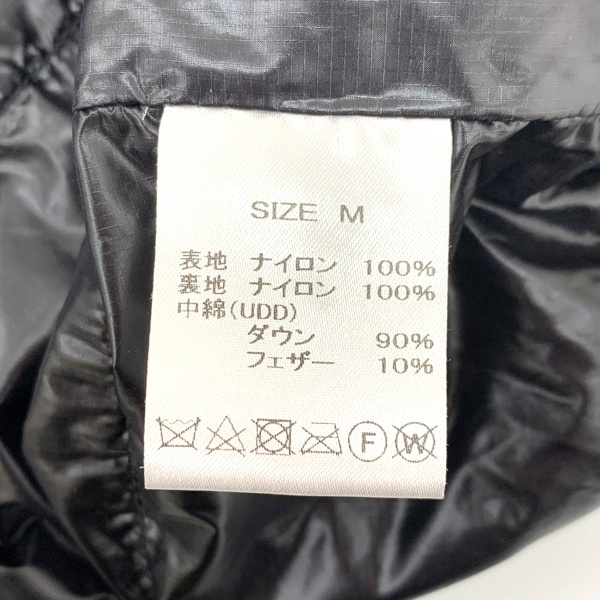 SIZE M
表地 ナイロン 100%
裏地 ナイロン 100%
中綿(UDD)
ダウン 90%
フェザー 10%
F W